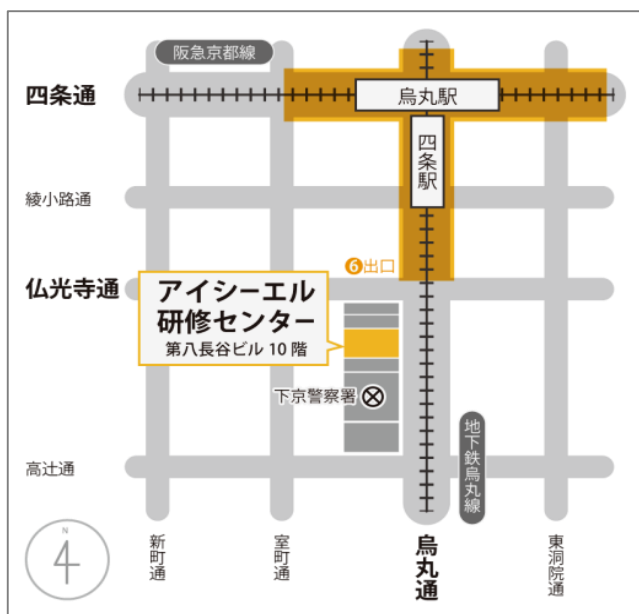 阪急京都線
四条通
烏丸駅
四条駅
綾小路通
6出口
仏光寺通
アイシーエル
研修センター
第八長谷ビル 10 階
下京警察署
地下鉄烏丸線
高辻通
N
新町通
室町通
烏丸通
東洞院通